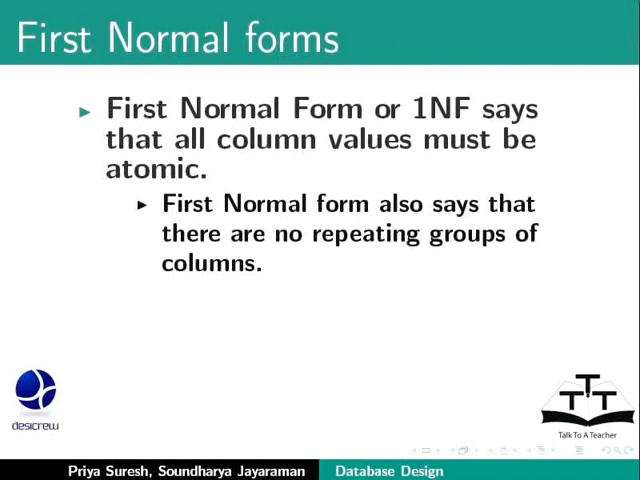 First Normal forms
First Normal Form or 1NF says
that all column values must be
atomic.
First Normal form also says that
there are no repeating groups of
columns.
desicrew
TTT
Talk To A Teacher
Priya Suresh, Soundharya Jayaraman Database Design